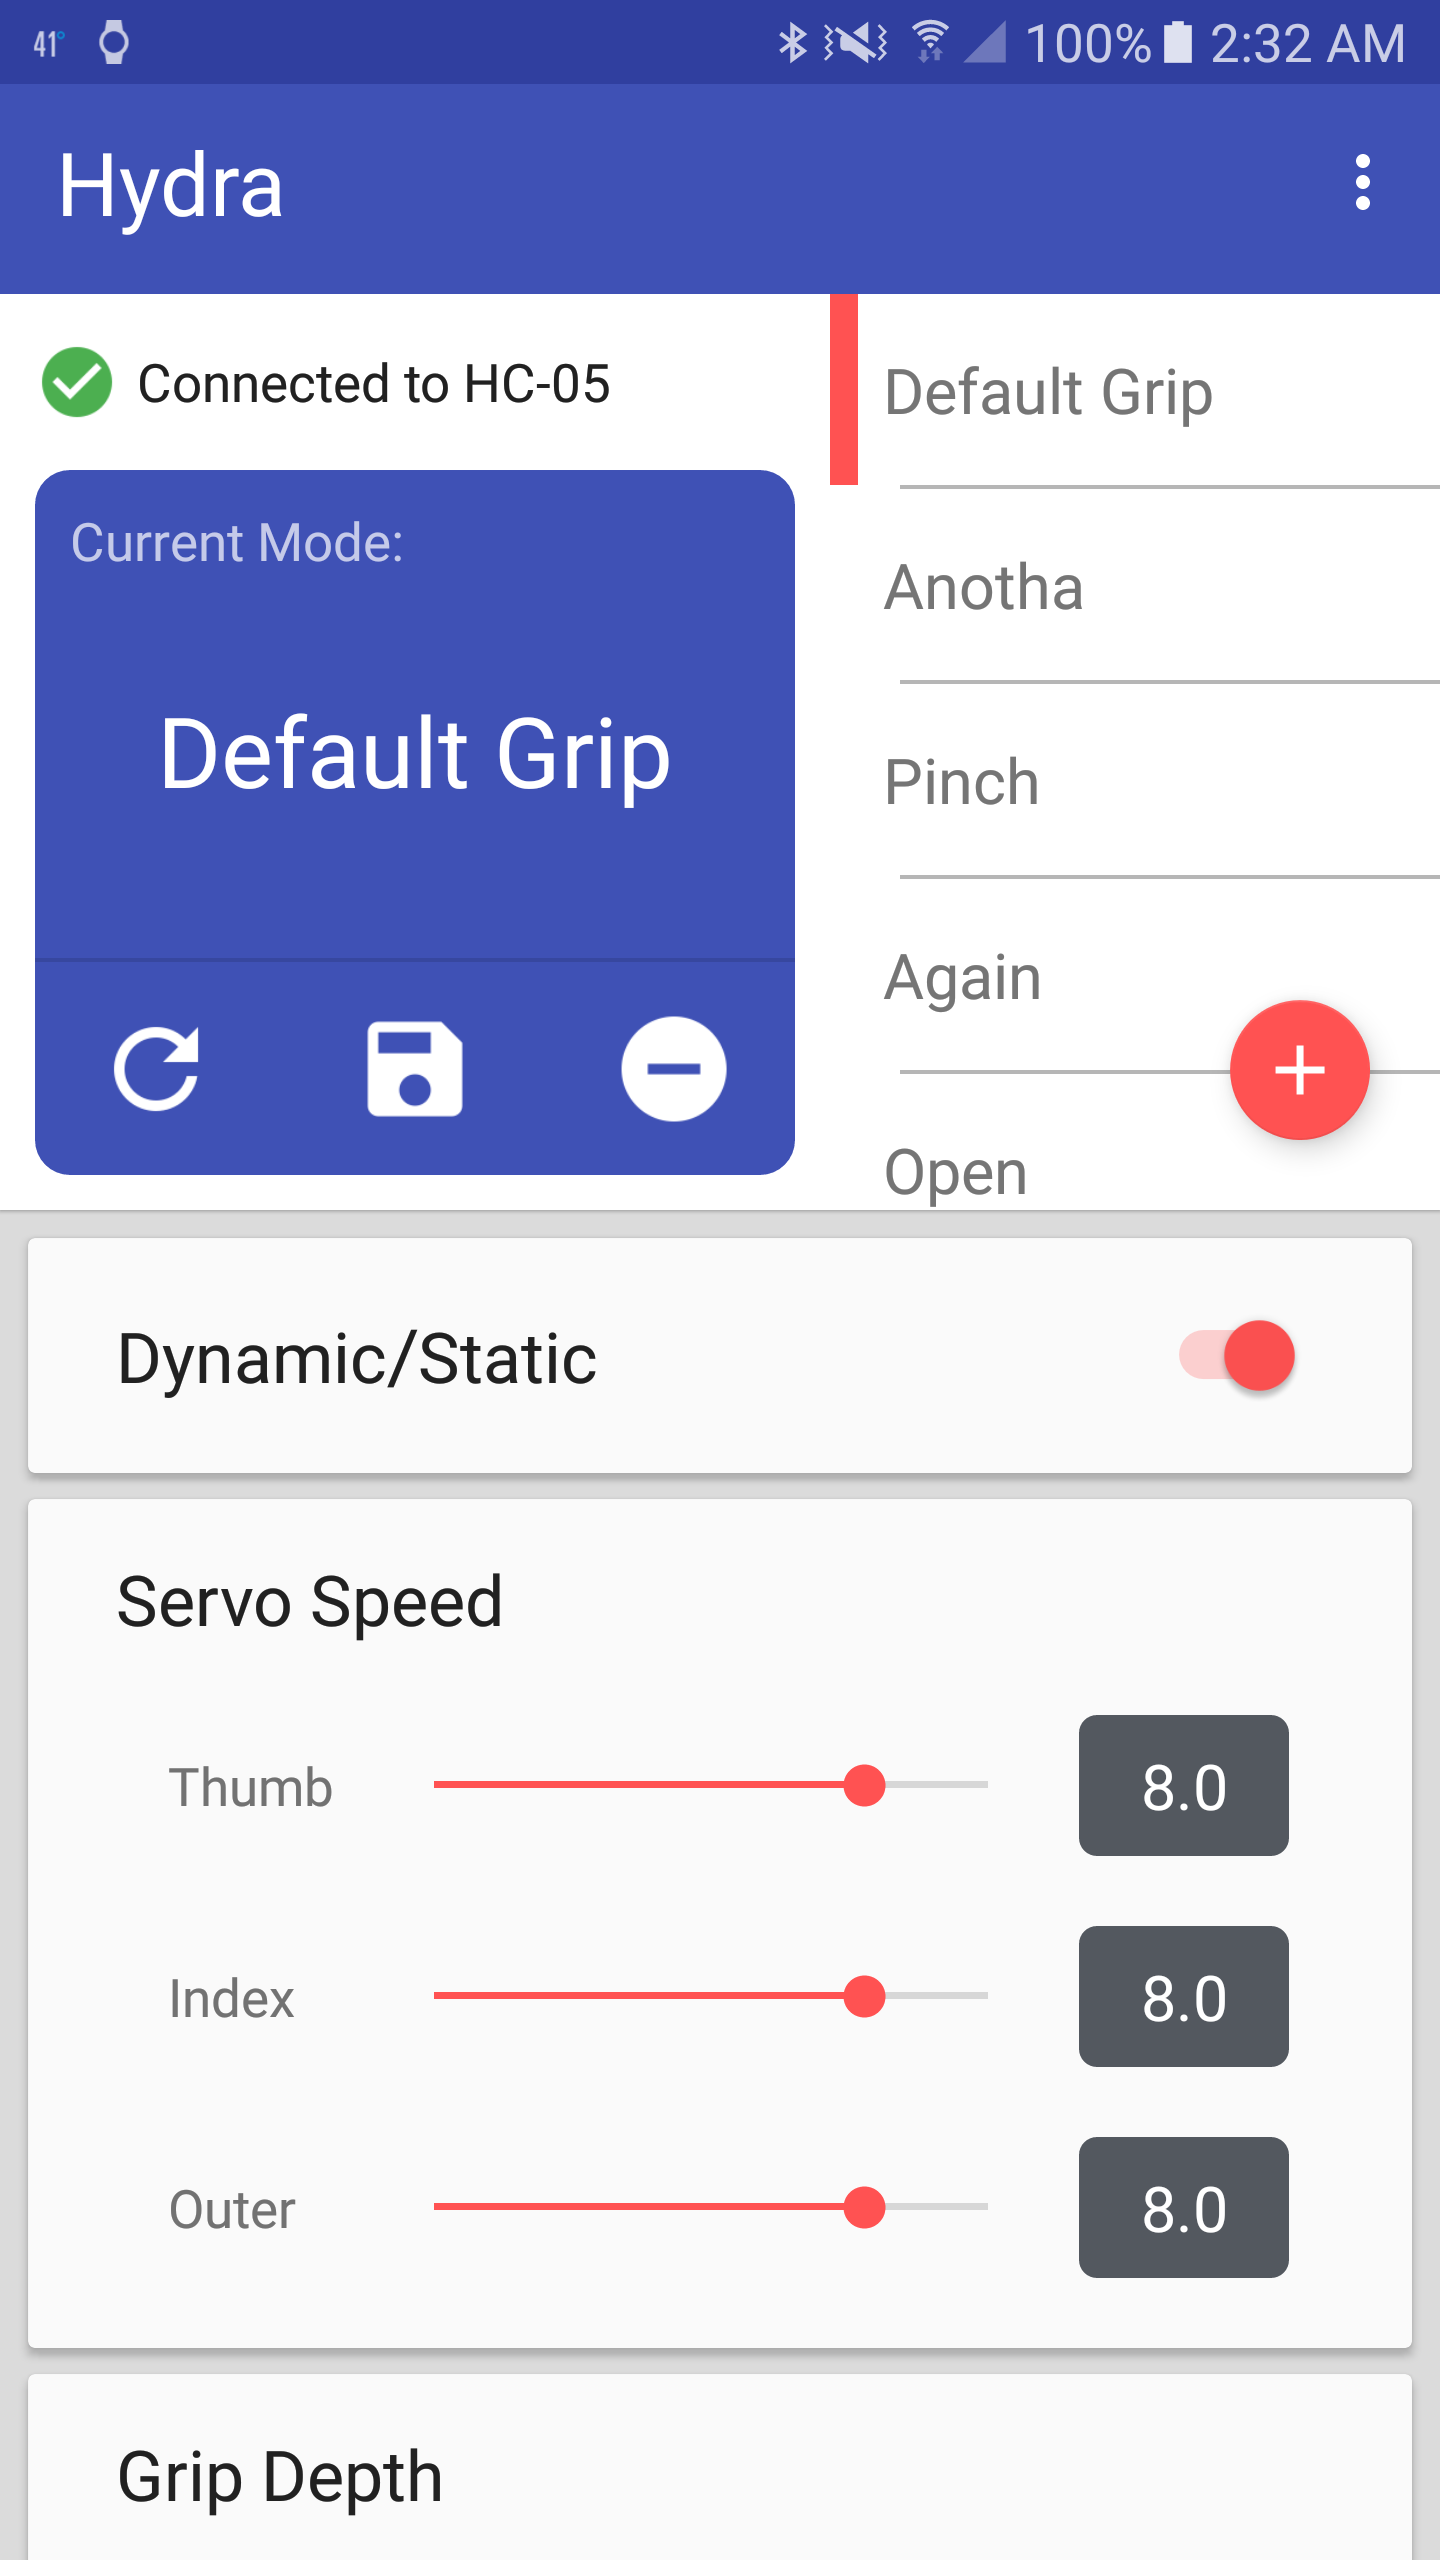 41° 100% 2:32 AM
Hydra
Connected to HC-05
Current Mode:
Default Grip
Default Grip
Anotha
Pinch
Again
Open
Dynamic/Static
Servo Speed
Thumb 8.0
Index 8.0
Outer 8.0
Grip Depth